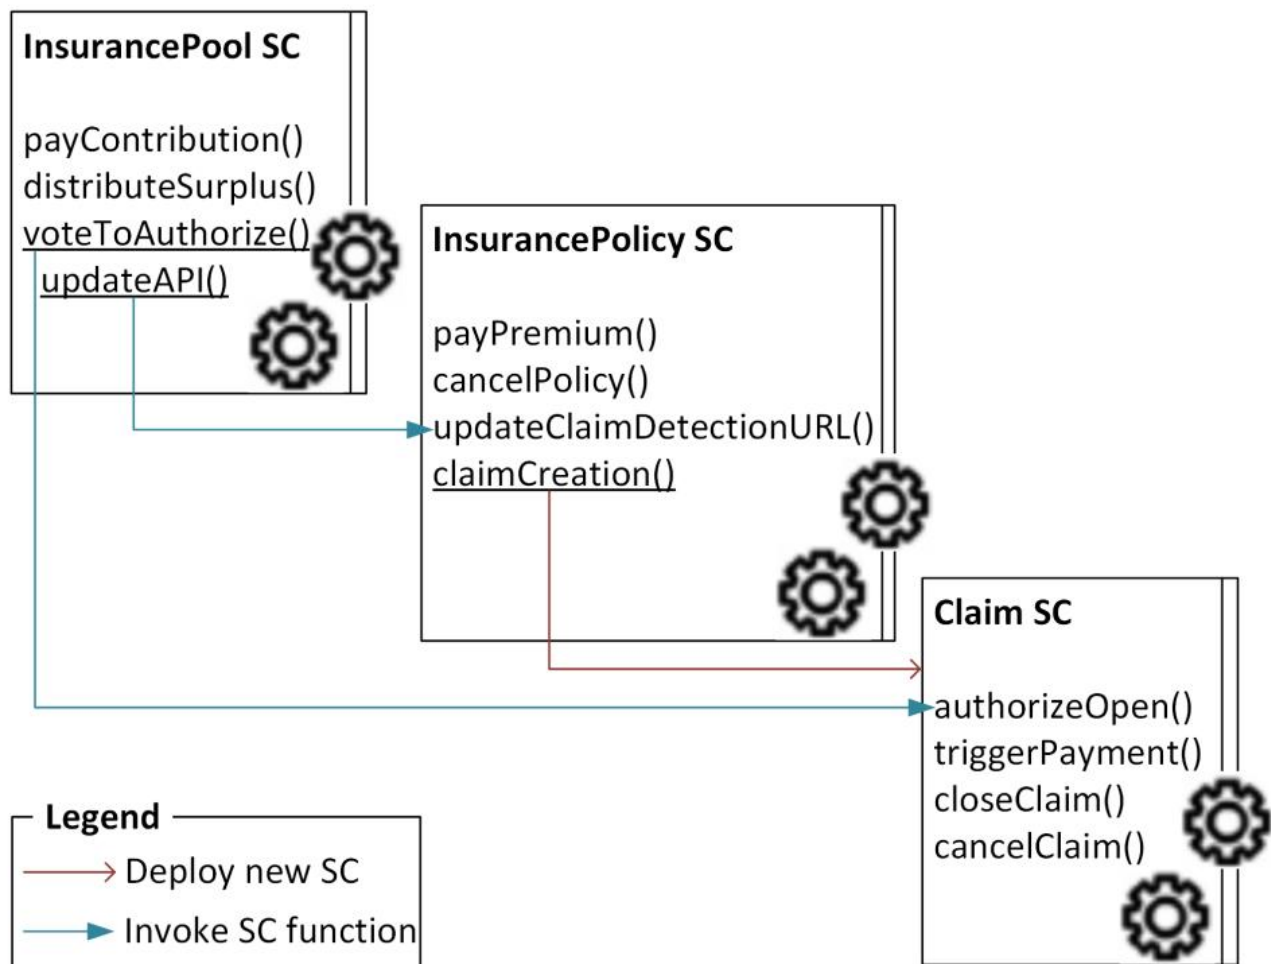 InsurancePool SC
payContribution()
distributeSurplus()
voteToAuthorize()
updateAPI()
InsurancePolicy SC
payPremium()
cancelPolicy()
updateClaimDetectionURL()
claimCreation()
Claim SC
authorizeOpen()
triggerPayment()
closeClaim()
cancelClaim()
Legend
Deploy new SC
Invoke SC function